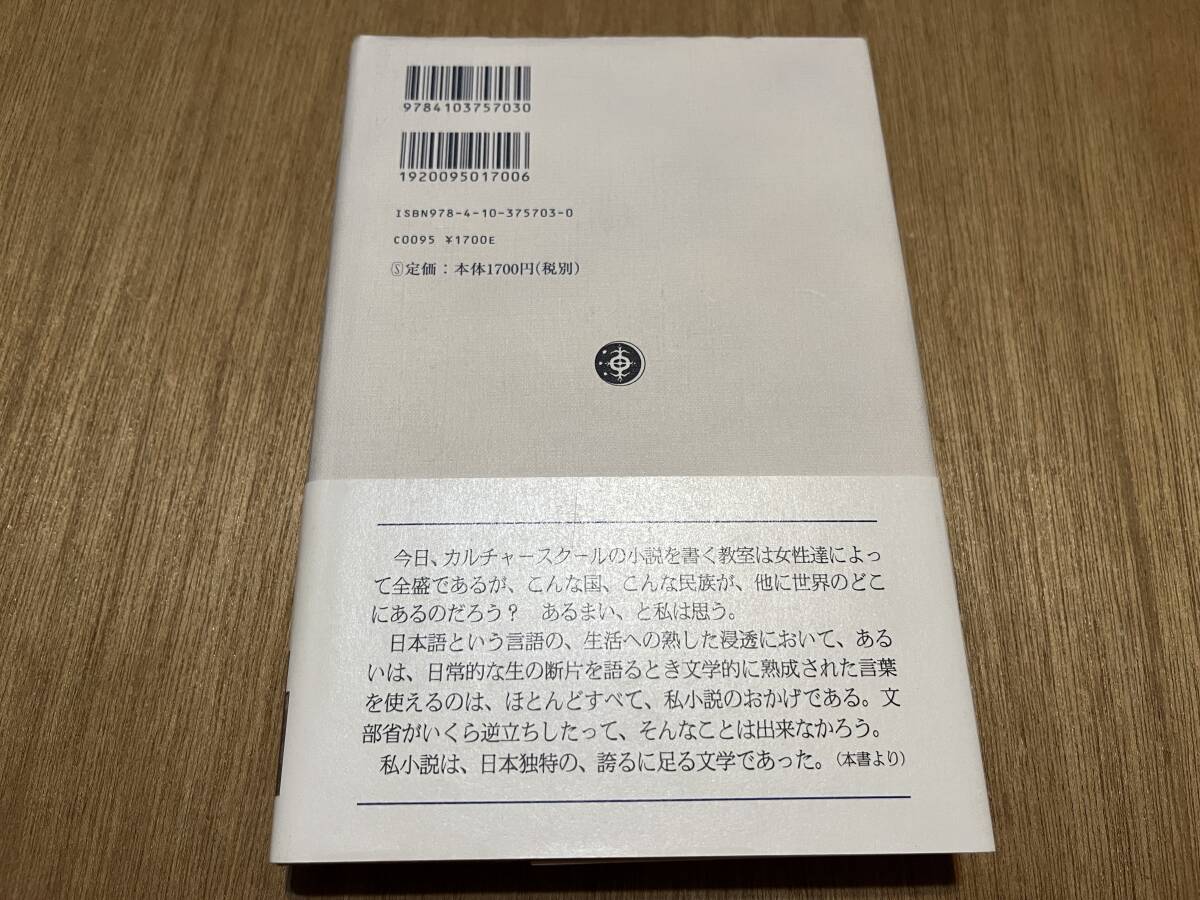 9784103757030
1920095017006
ISBN978-4-10-375703-0
C0095 ¥1700E
Ⓢ定価：本体1700円（税別）
今日、カルチャースクールの小説を書く教室は女性達によっ
て全盛であるが、こんな国、こんな民族が、他に世界のどこ
にあるのだろう？　あるまい、と私は思う。
日本語という言語の、生活への熟した浸透において、ある
いは、日常的な生の断片を語るとき文学的に熟成された言葉
を使えるのは、ほとんどすべて、私小説のおかげである。文
部省がいくら逆立ちしたって、そんなことは出来なかろう。
私小説は、日本独特の、誇るに足る文学であった。（本書より）